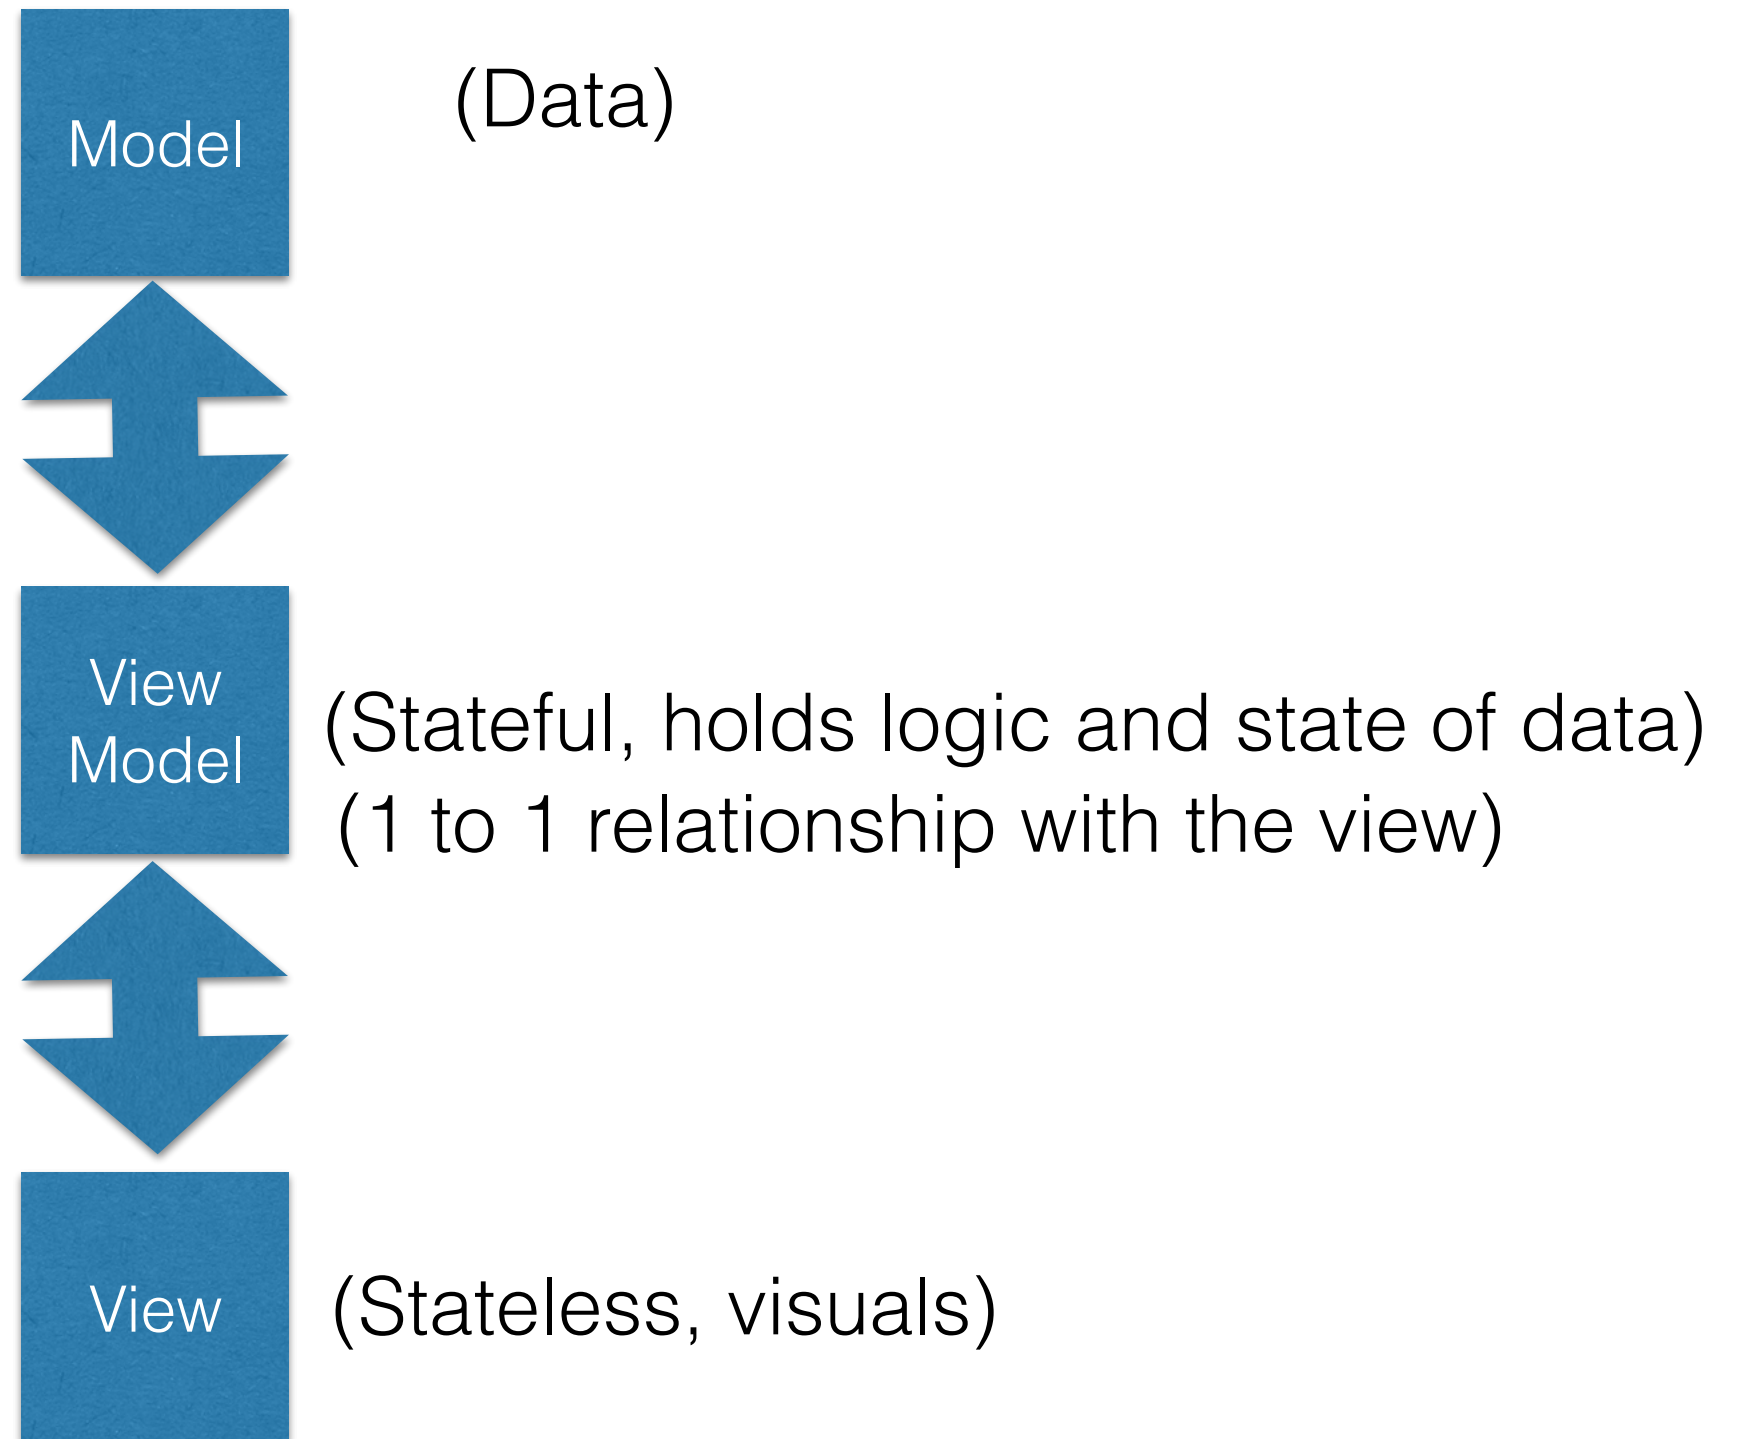 Model
(Data)
View
Model
(Stateful, holds logic and state of data)
(1 to 1 relationship with the view)
View
(Stateless, visuals)